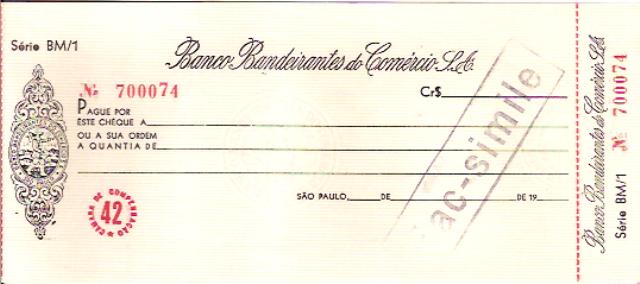 Série BM/1
Banco Bandeirantes do Comércio S.A.
Nº 700074
Cr$
PAGUE POR
ÊSTE CHEQUE A
OU A SUA ORDEM
A QUANTIA DE
SÃO PAULO, DE DE 19
CAMARA DE COMPENSAÇÃO
42
fac-simile
Banco Bandeirantes do Comércio S.A.
Nº 700074
Série BM/1